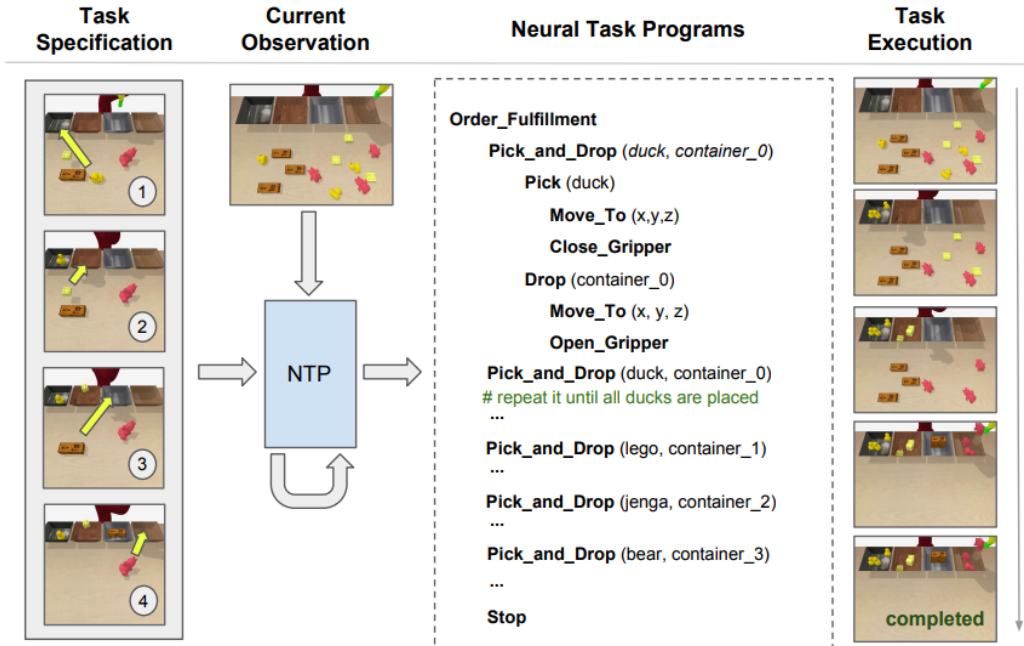 Task
Specification
Current
Observation
Neural Task Programs
Task
Execution
1
2
3
4
NTP
Order_Fulfillment
Pick_and_Drop (duck, container_0)
Pick (duck)
Move_To (x,y,z)
Close_Gripper
Drop (container_0)
Move_To (x, y, z)
Open_Gripper
Pick_and_Drop (duck, container_0)
# repeat it until all ducks are placed
...
Pick_and_Drop (lego, container_1)
...
Pick_and_Drop (jenga, container_2)
...
Pick_and_Drop (bear, container_3)
...
Stop
completed